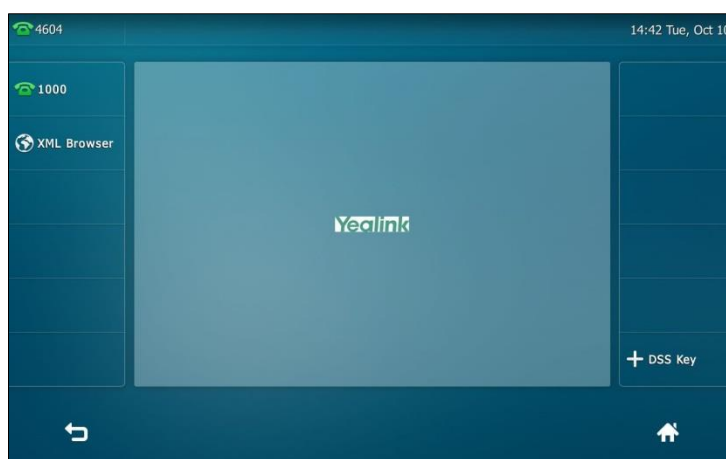 4604
14:42 Tue, Oct 10
1000
XML Browser
Yealink
DSS Key